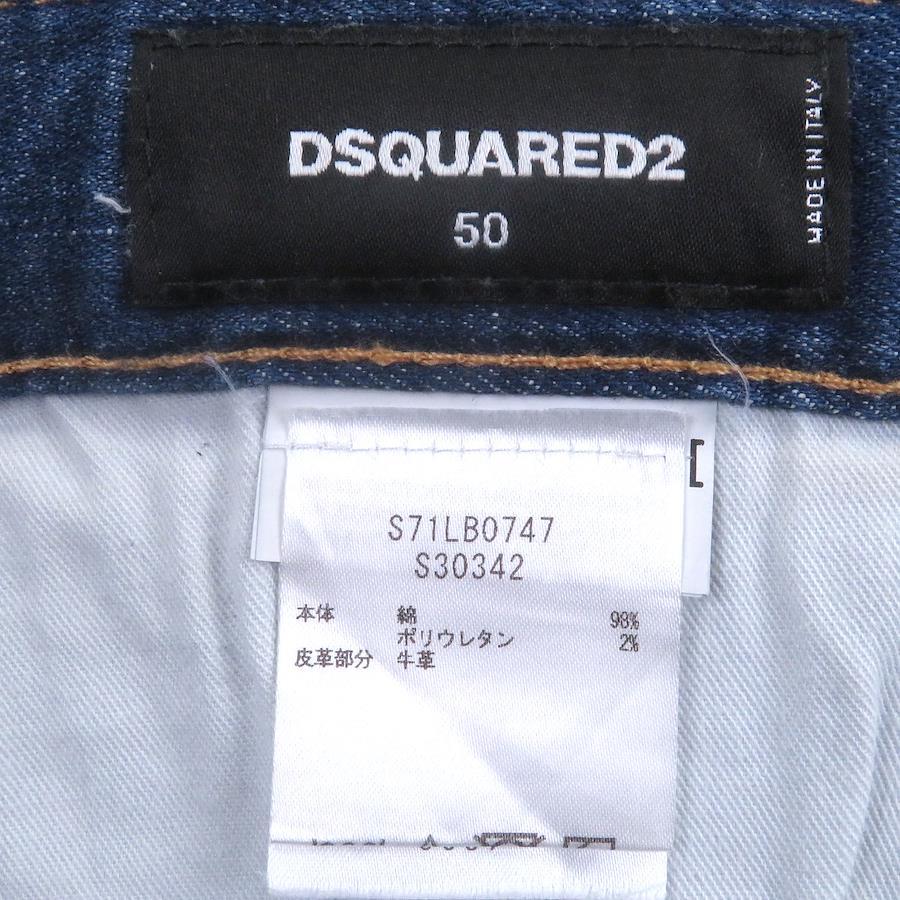 DSQUARED2
50
MADE IN ITALY
S71LB0747
S30342
本体 綿 98%
ポリウレタン 2%
皮革部分 牛革